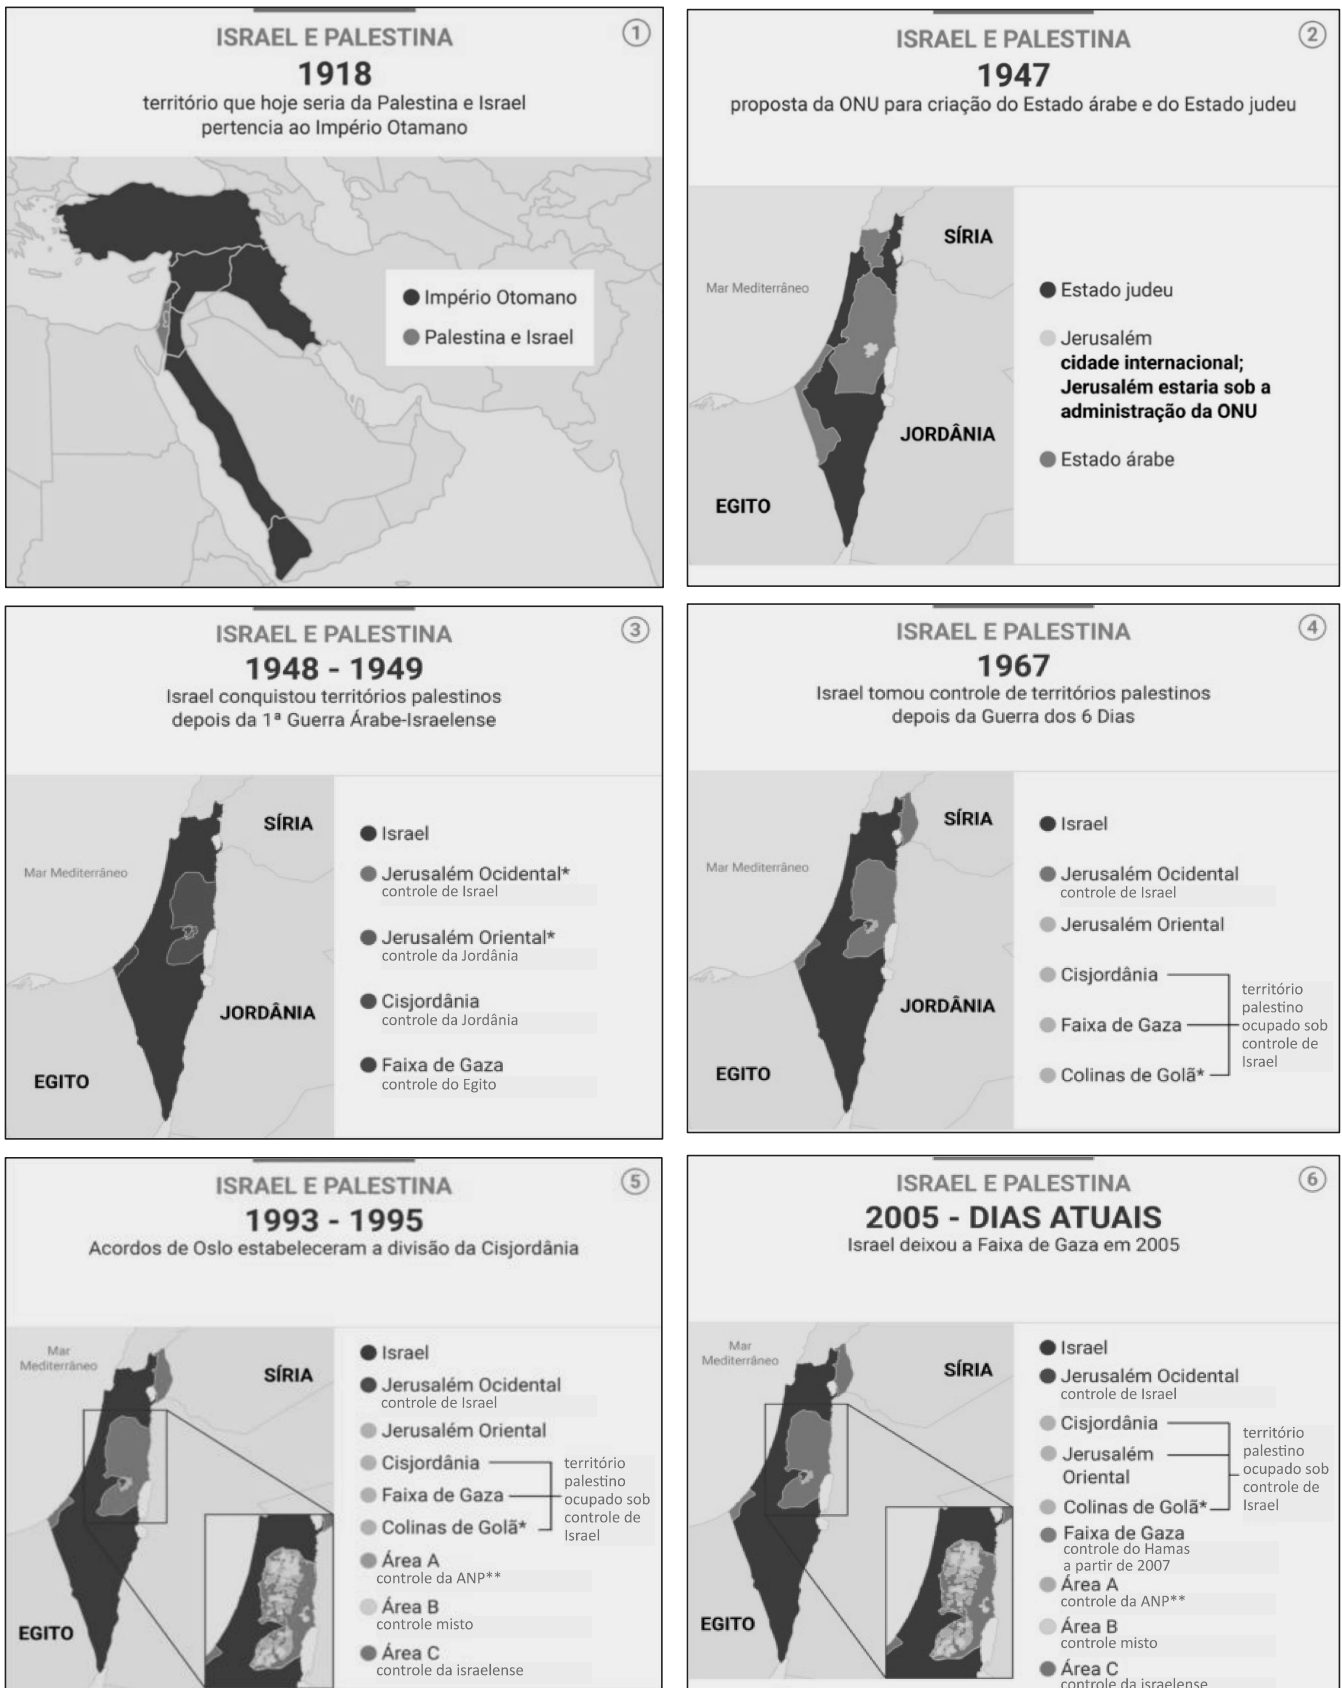 ISRAEL E PALESTINA
1
1918
território que hoje seria da Palestina e Israel
pertencia ao Império Otamano
Império Otomano
Palestina e Israel
ISRAEL E PALESTINA
2
1947
proposta da ONU para criação do Estado árabe e do Estado judeu
SÍRIA
Mar Mediterrâneo
JORDÂNIA
EGITO
Estado judeu
Jerusalém
cidade internacional;
Jerusalém estaria sob a
administração da ONU
Estado árabe
ISRAEL E PALESTINA
3
1948 - 1949
Israel conquistou territórios palestinos
depois da 1ª Guerra Árabe-Israelense
SÍRIA
Mar Mediterrâneo
JORDÂNIA
EGITO
Israel
Jerusalém Ocidental*
controle de Israel
Jerusalém Oriental*
controle da Jordânia
Cisjordânia
controle da Jordânia
Faixa de Gaza
controle do Egito
ISRAEL E PALESTINA
4
1967
Israel tomou controle de territórios palestinos
depois da Guerra dos 6 Dias
SÍRIA
Mar Mediterrâneo
JORDÂNIA
EGITO
Israel
Jerusalém Ocidental
controle de Israel
Jerusalém Oriental
Cisjordânia
Faixa de Gaza
Colinas de Golã*
território
palestino
ocupado sob
controle de
Israel
ISRAEL E PALESTINA
5
1993 - 1995
Acordos de Oslo estabeleceram a divisão da Cisjordânia
Mar
Mediterrâneo
SÍRIA
EGITO
Israel
Jerusalém Ocidental
controle de Israel
Jerusalém Oriental
Cisjordânia
Faixa de Gaza
Colinas de Golã*
território
palestino
ocupado sob
controle de
Israel
Área A
controle da ANP**
Área B
controle misto
Área C
controle da israelense
ISRAEL E PALESTINA
6
2005 - DIAS ATUAIS
Israel deixou a Faixa de Gaza em 2005
Mar
Mediterrâneo
SÍRIA
EGITO
Israel
Jerusalém Ocidental
controle de Israel
Cisjordânia
Jerusalém
Oriental
Colinas de Golã*
território
palestino
ocupado sob
controle de
Israel
Faixa de Gaza
controle do Hamas
a partir de 2007
Área A
controle da ANP**
Área B
controle misto
Área C
controle da israelense